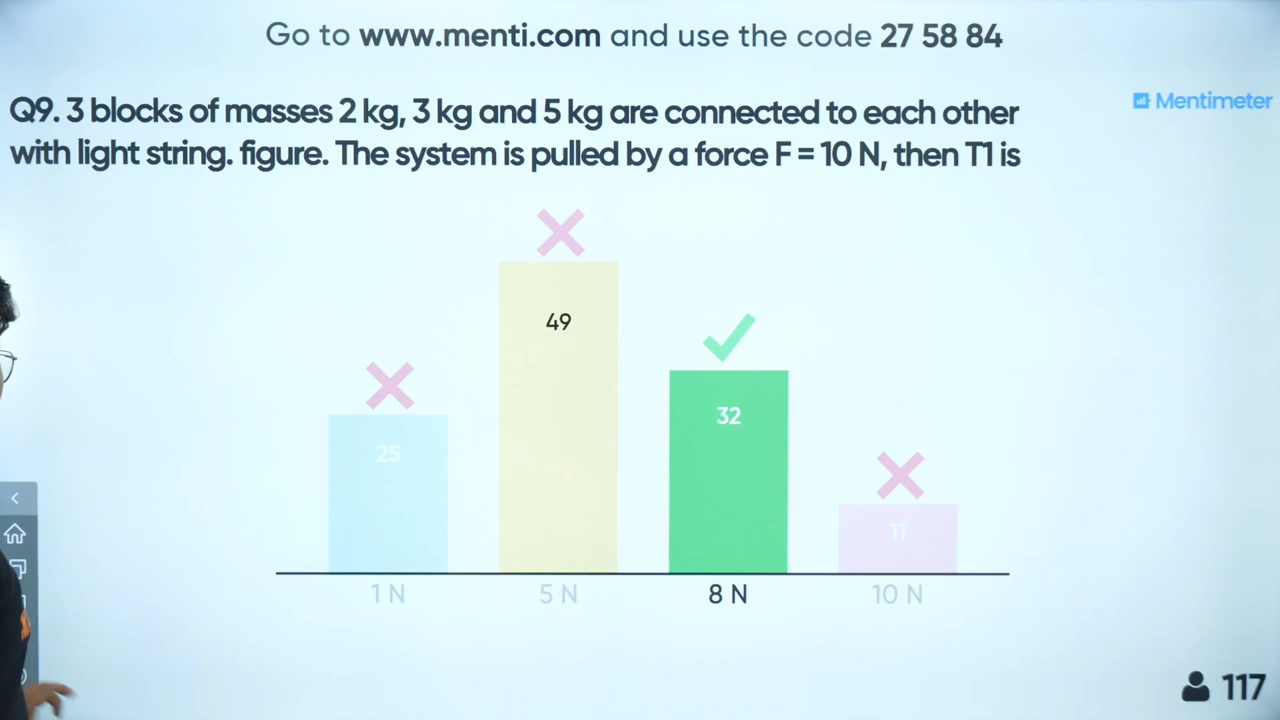 Go to www.menti.com and use the code 27 58 84
Mentimeter
Q9. 3 blocks of masses 2 kg, 3 kg and 5 kg are connected to each other
with light string. figure. The system is pulled by a force F = 10 N, then T1 is
25
49
32
11
1 N
5 N
8 N
10 N
117